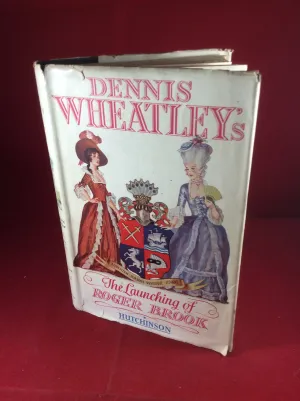 DENNIS
WHEATLEY's
The Launching of
ROGER BROOK
HUTCHINSON